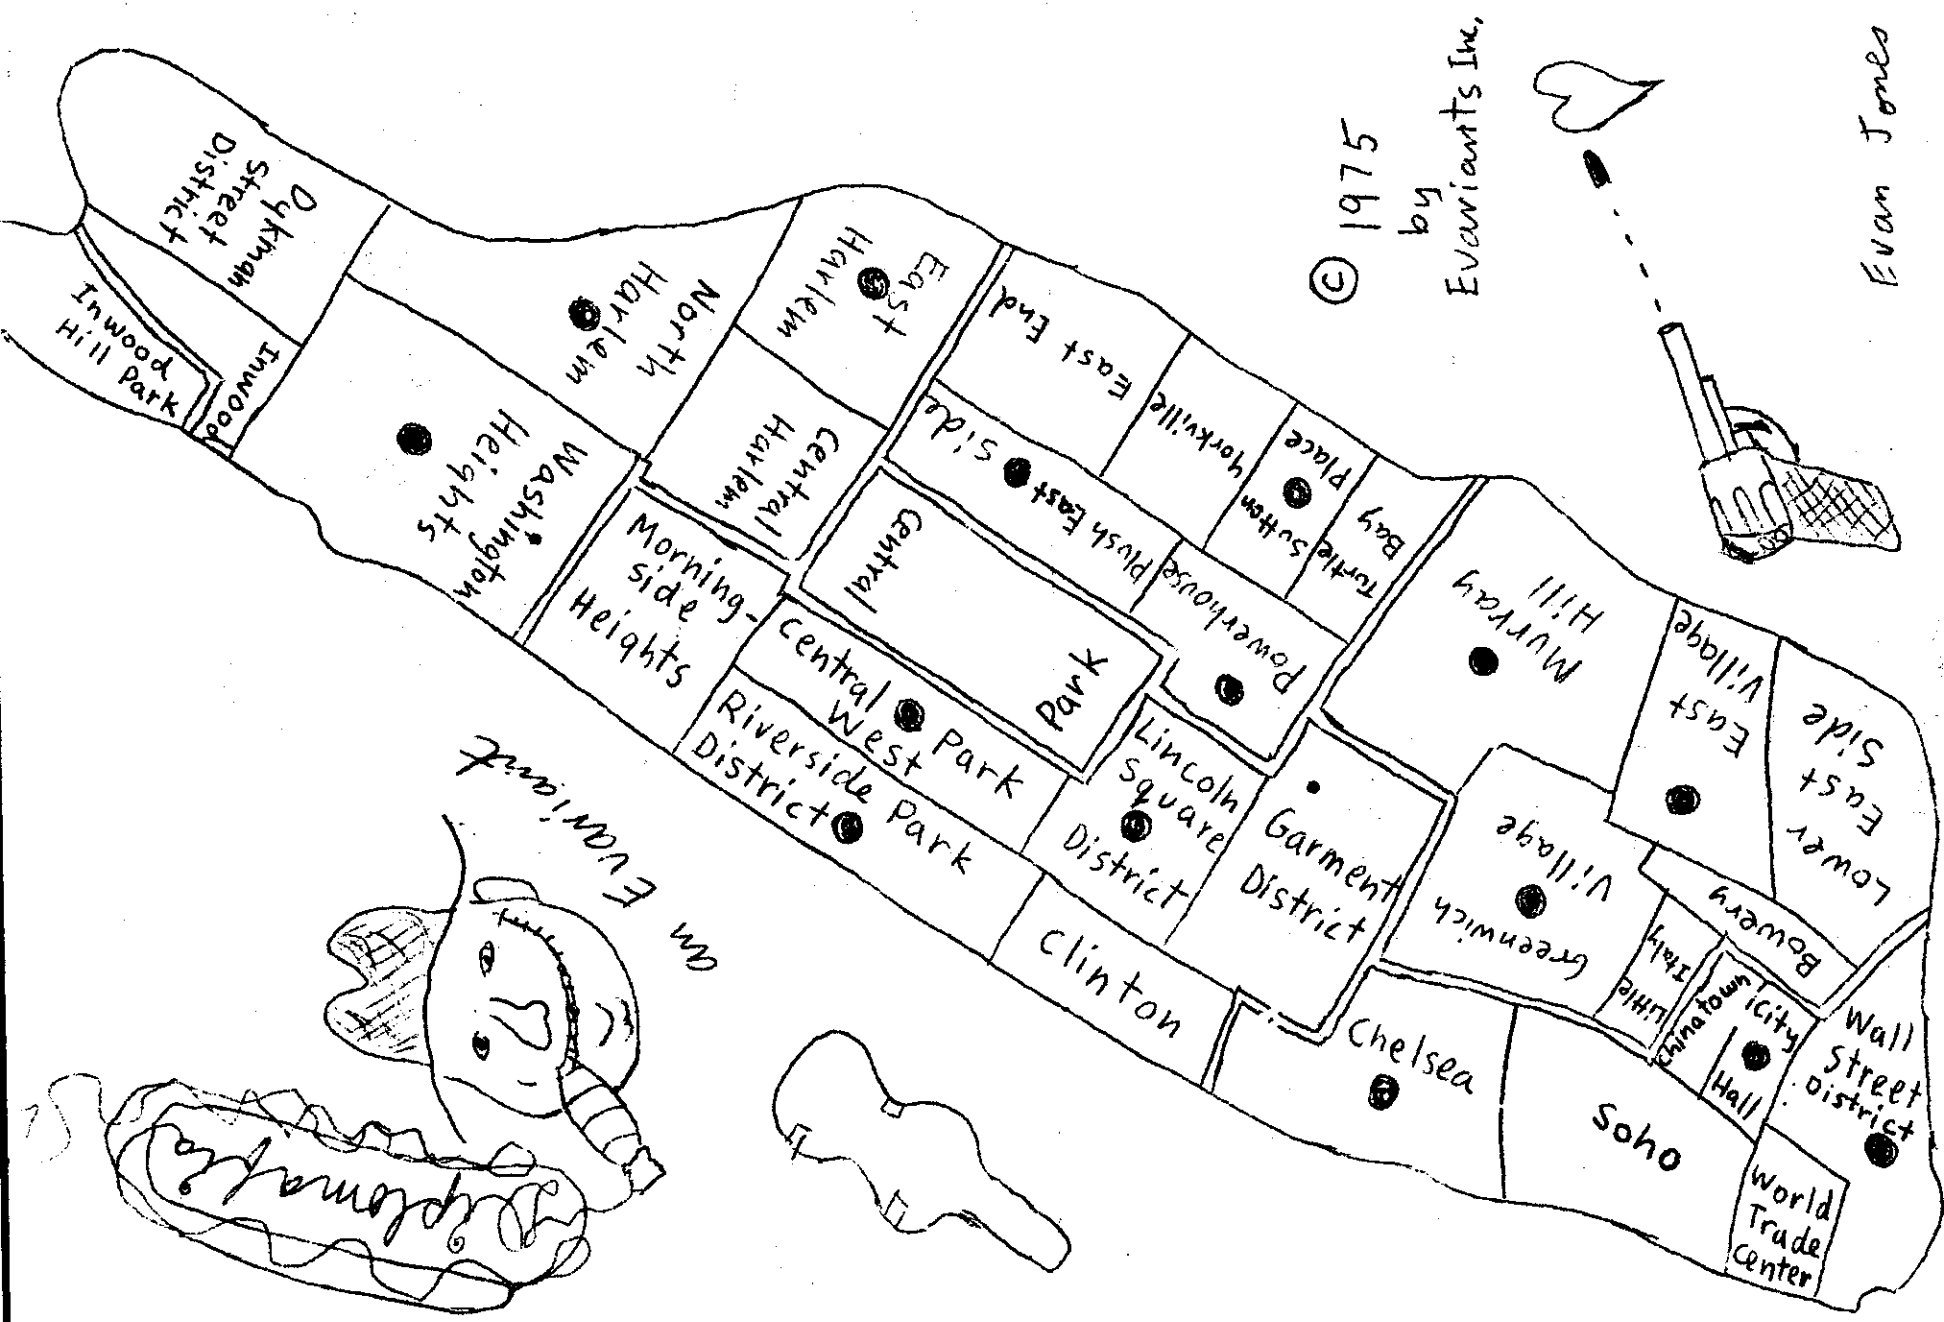 © 1975
by
Evariants Inc.
Evan Jones
Dykman
Street
District
Inwood
Hill Park
Inwood
Washington
Heights
North
Harlem
East
Harlem
Central
Harlem
Morning-
side
Heights
East End
Yorkville
Sutton
Place
Turtle
Bay
Plush East Side
Powerhouse
Central
Park
Central Park
West
Riverside Park
District
Lincoln
Square
District
Clinton
Garment
District
Murray
Hill
East
Village
Lower
East
Side
Greenwich
Village
Bowery
Little
Italy
Chinatown
City
Hall
Chelsea
Soho
Wall
Street
District
World
Trade
Center
an Evariant
Diplomafia